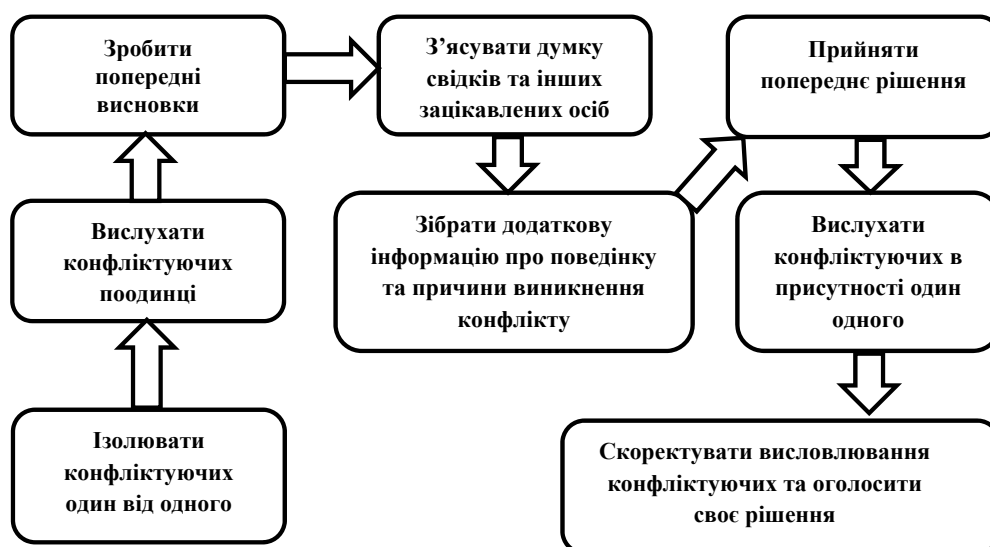 Зробити
попередні
висновки
З’ясувати думку
свідків та інших
зацікавлених осіб
Прийняти
попереднє рішення
Вислухати
конфліктуючих
поодинці
Зібрати додаткову
інформацію про поведінку
та причини виникнення
конфлікту
Вислухати
конфліктуючих в
присутності один
одного
Ізолювати
конфліктуючих
один від одного
Скоректувати висловлювання
конфліктуючих та оголосити
своє рішення